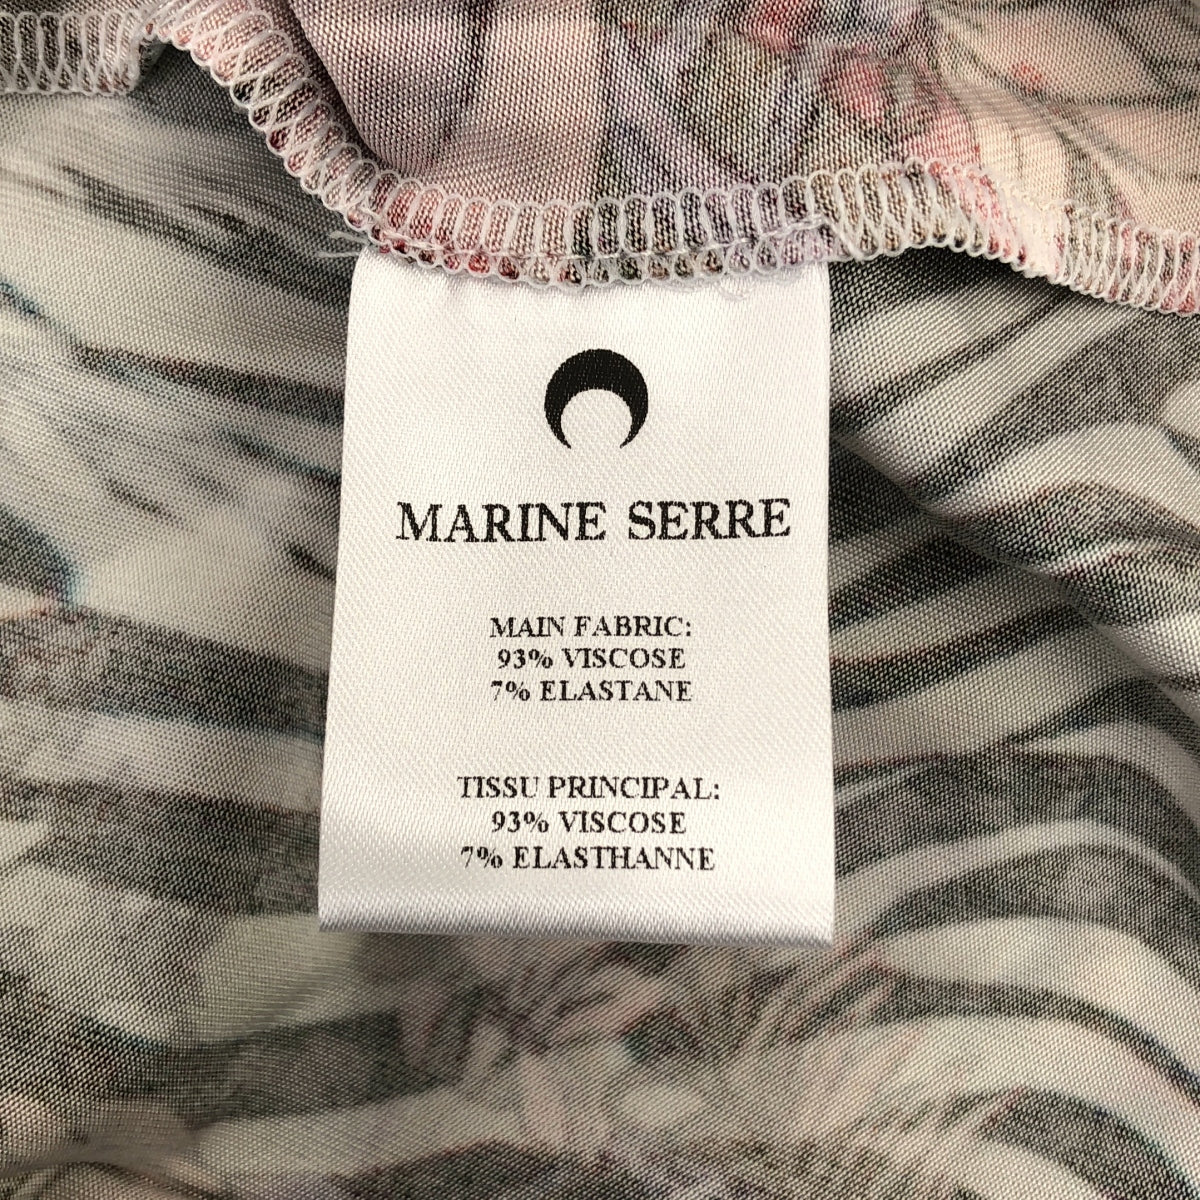 MARINE SERRE
MAIN FABRIC:
93% VISCOSE
7% ELASTANE
TISSU PRINCIPAL:
93% VISCOSE
7% ELASTHANNE